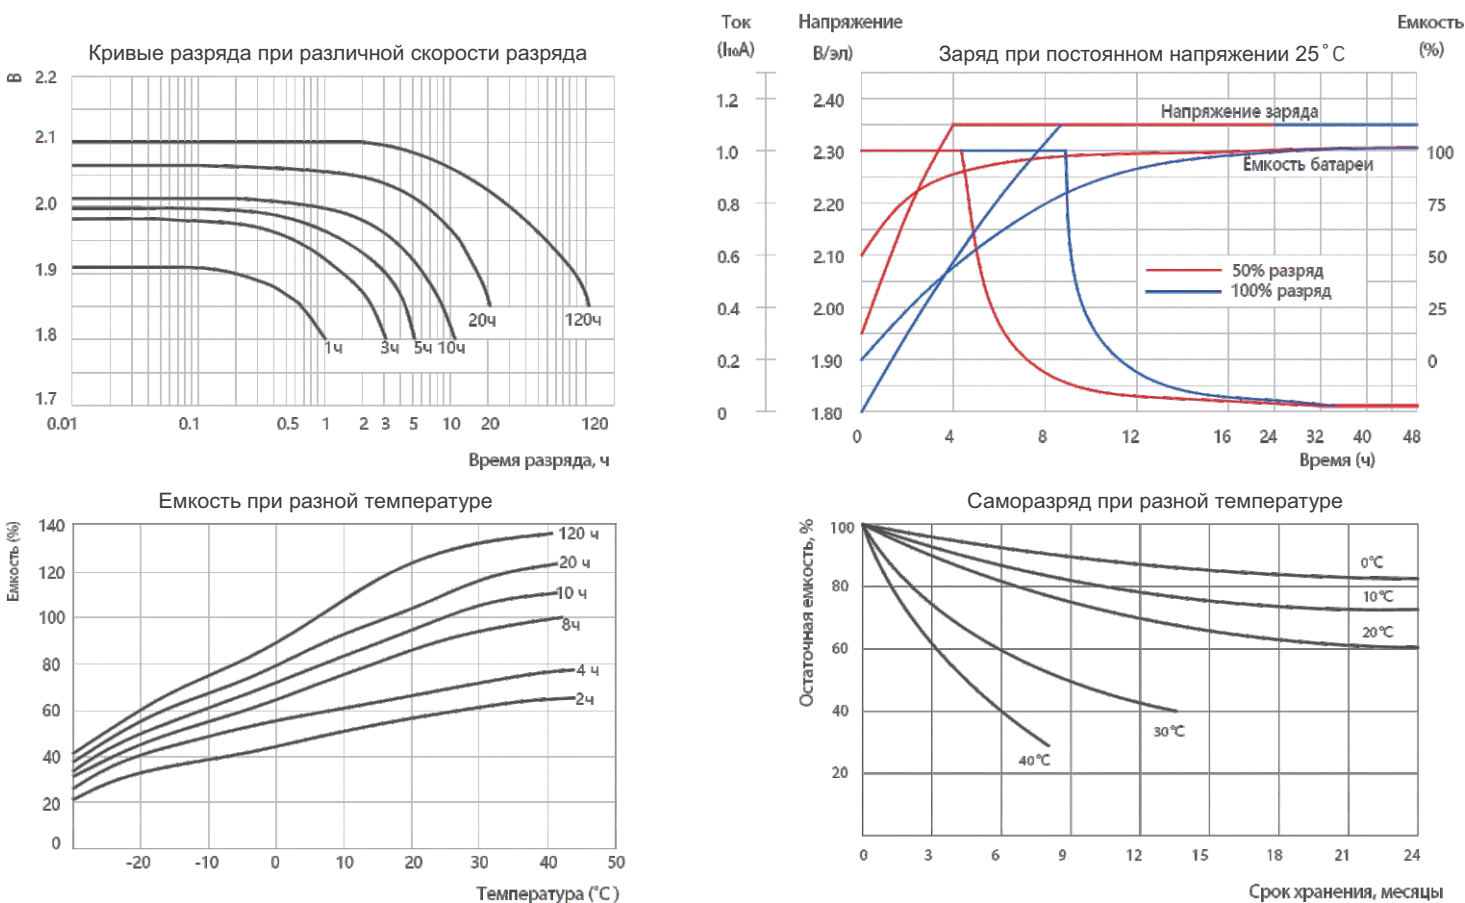 Кривые разряда при различной скорости разряда
В
2.2
2.1
2.0
1.9
1.8
1.7
20ч
120ч
1ч
3ч
5ч
10ч
0.01 0.1 0.5 1 2 3 5 10 20 120
Время разряда, ч
Ток
(I₁₀А)
Напряжение
В/эл)
Заряд при постоянном напряжении 25˚С
Емкость
(%)
1.2
1.0
0.8
0.6
0.4
0.2
0
2.40
2.30
2.20
2.10
2.00
1.90
1.80
Напряжение заряда
Емкость батареи
50% разряд
100% разряд
100
75
50
25
0
0 4 8 12 16 24 32 40 48
Время (ч)
Емкость при разной температуре
Емкость (%)
140
120
100
80
60
40
20
0
120 ч
20 ч
10 ч
8ч
4 ч
2ч
-20 -10 0 10 20 30 40 50
Температура (˚С )
Саморазряд при разной температуре
Остаточная емкость, %
100
80
60
40
20
0℃
10℃
20℃
30℃
40℃
0 3 6 9 12 15 18 21 24
Срок хранения, месяцы